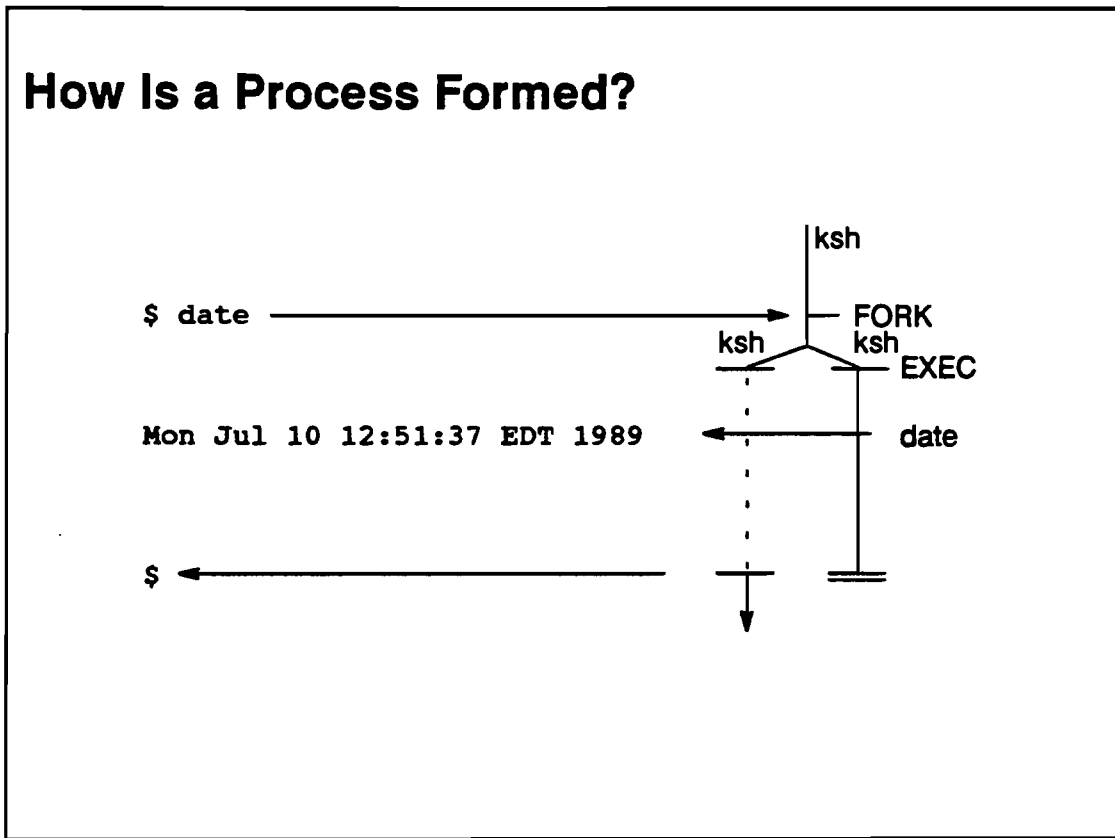 How Is a Process Formed?
ksh
$ date
FORK
ksh
ksh
EXEC
Mon Jul 10 12:51:37 EDT 1989
date
$